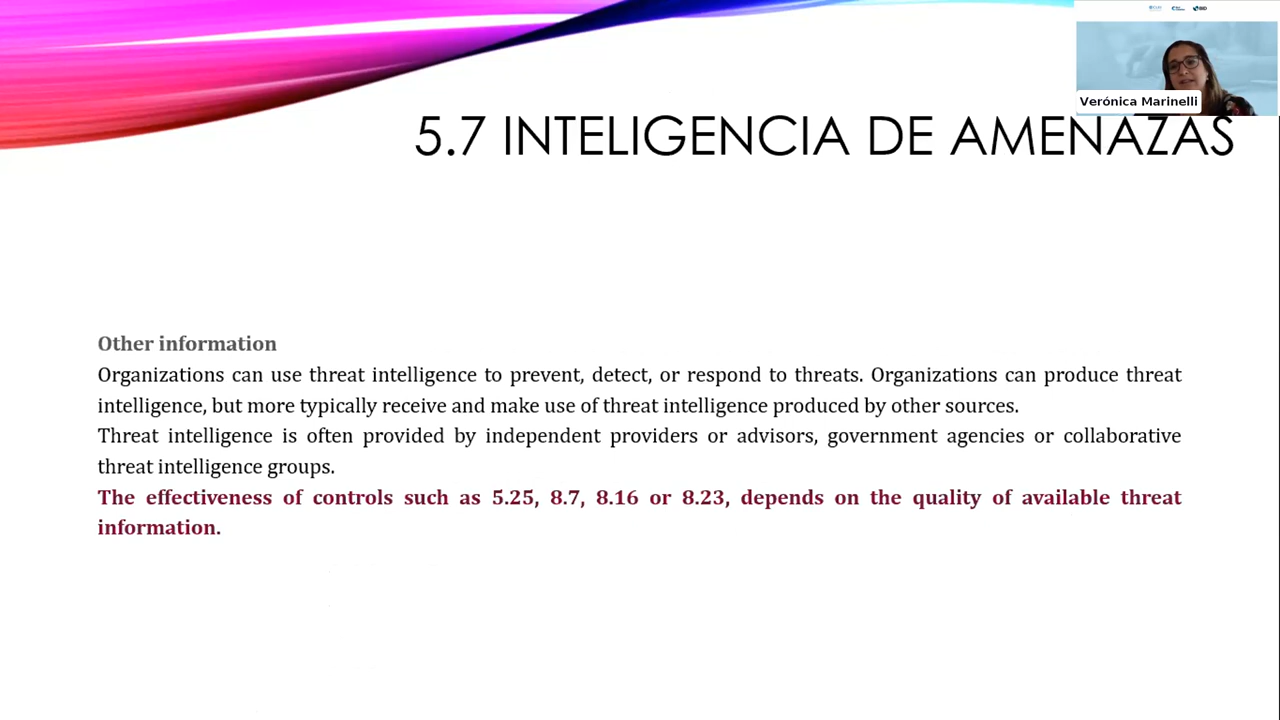 BID
Verónica Marinelli
5.7 INTELIGENCIA DE AMENAZAS
Other information
Organizations can use threat intelligence to prevent, detect, or respond to threats. Organizations can produce threat
intelligence, but more typically receive and make use of threat intelligence produced by other sources.
Threat intelligence is often provided by independent providers or advisors, government agencies or collaborative
threat intelligence groups.
The effectiveness of controls such as 5.25, 8.7, 8.16 or 8.23, depends on the quality of available threat
information.